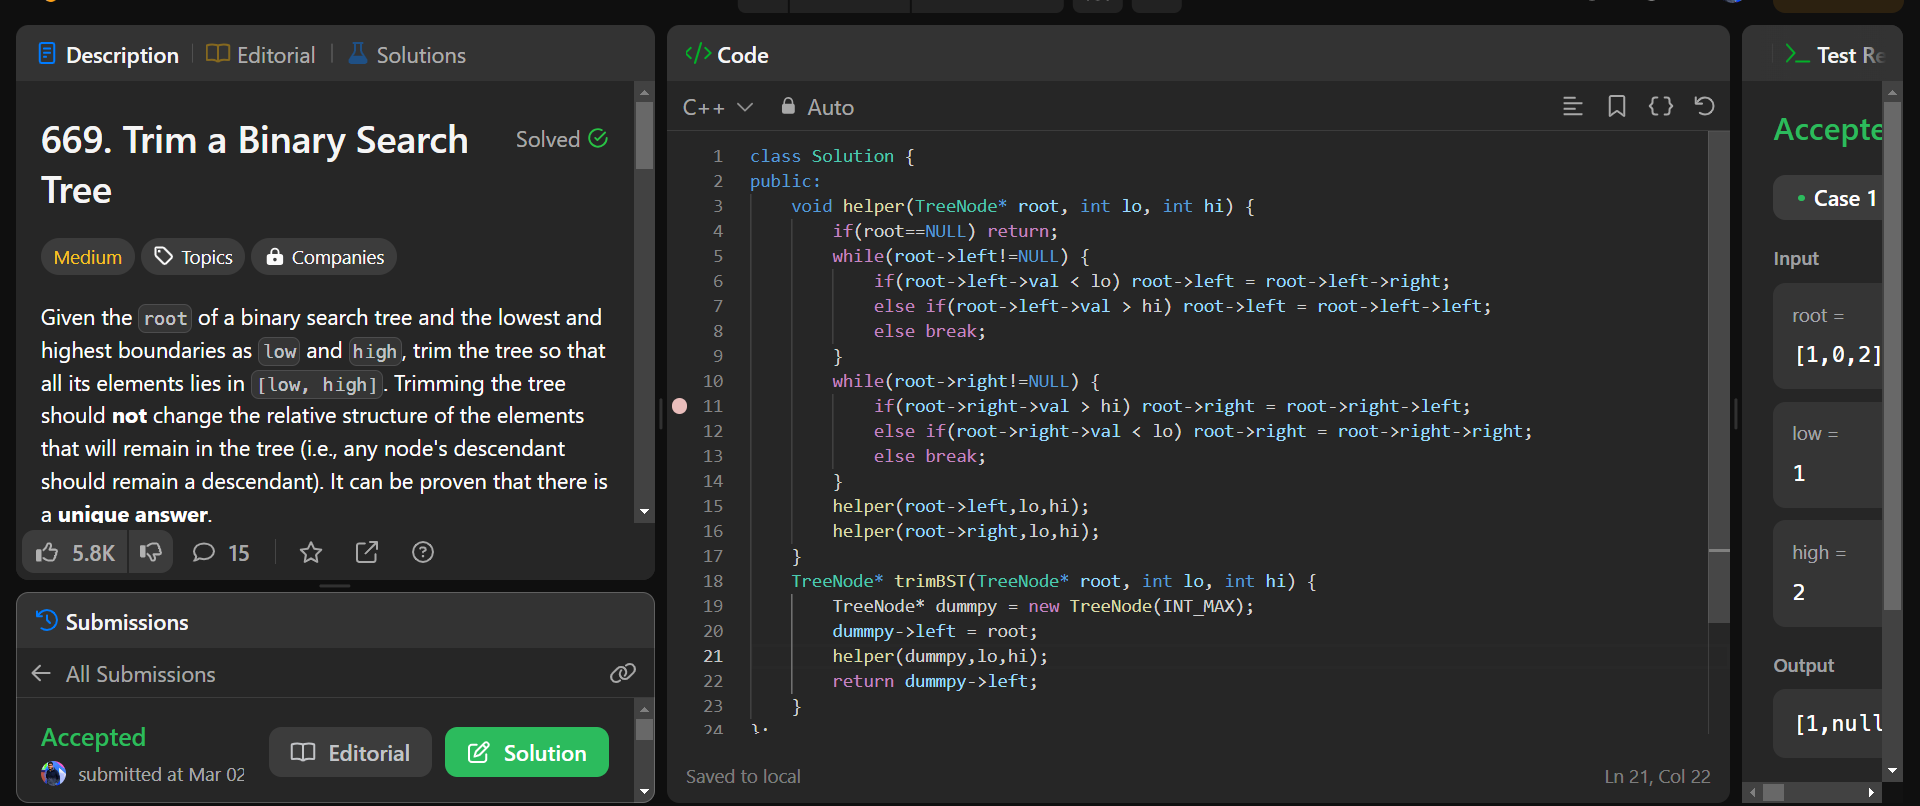 Description
Editorial
Solutions
669. Trim a Binary Search
Tree
Solved
Medium
Topics
Companies
Given the root of a binary search tree and the lowest and
highest boundaries as low and high, trim the tree so that
all its elements lies in [low, high]. Trimming the tree
should not change the relative structure of the elements
that will remain in the tree (i.e., any node's descendant
should remain a descendant). It can be proven that there is
a unique answer.
5.8K
15
Submissions
All Submissions
Accepted
submitted at Mar 02
Editorial
Solution
</> Code
C++
Auto
1 class Solution {
2 public:
3 void helper(TreeNode* root, int lo, int hi) {
4 if(root==NULL) return;
5 while(root->left!=NULL) {
6 if(root->left->val < lo) root->left = root->left->right;
7 else if(root->left->val > hi) root->left = root->left->left;
8 else break;
9 }
10 while(root->right!=NULL) {
11 if(root->right->val > hi) root->right = root->right->left;
12 else if(root->right->val < lo) root->right = root->right->right;
13 else break;
14 }
15 helper(root->left,lo,hi);
16 helper(root->right,lo,hi);
17 }
18 TreeNode* trimBST(TreeNode* root, int lo, int hi) {
19 TreeNode* dummpy = new TreeNode(INT_MAX);
20 dummpy->left = root;
21 helper(dummpy,lo,hi);
22 return dummpy->left;
23 }
24 };
Saved to local
Ln 21, Col 22
Test Re
Accepte
Case 1
Input
root =
[1,0,2]
low =
1
high =
2
Output
[1,null